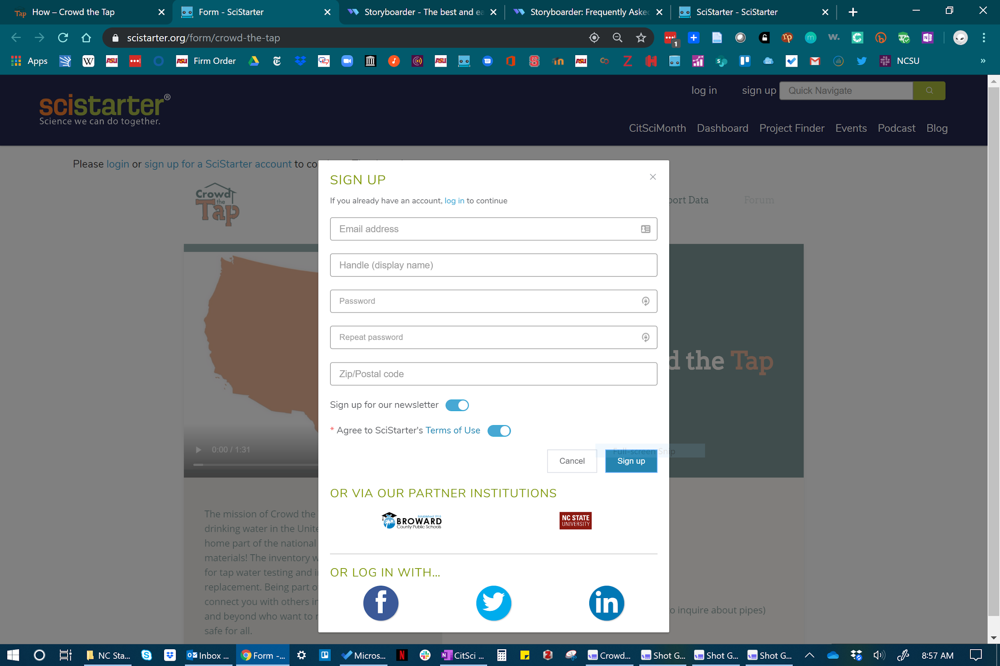 How – Crowd the Tap
Form - SciStarter
Storyboarder - The best and ea
Storyboarder: Frequently Asked
SciStarter - SciStarter
scistarter.org/form/crowd-the-tap
1
Apps
Firm Order
NCSU
log in
sign up
Quick Navigate
scistarter®
Science we can do together.
CitSciMonth
Dashboard
Project Finder
Events
Podcast
Blog
Please login or sign up for a SciStarter account to co
Crowd the Tap
port Data
Forum
SIGN UP
If you already have an account, log in to continue
Email address
Handle (display name)
Password
Repeat password
Zip/Postal code
d the Tap
Sign up for our newsletter
* Agree to SciStarter's Terms of Use
0:00 / 1:31
Full-screen Snip
Cancel
Sign up
OR VIA OUR PARTNER INSTITUTIONS
Established 1915
BROWARD
County Public Schools
NC STATE
UNIVERSITY
The mission of Crowd the
drinking water in the Unite
home part of the national
materials! The inventory w
for tap water testing and i
replacement. Being part o
connect you with others in
and beyond who want to r
safe for all.
OR LOG IN WITH...
f
in
o inquire about pipes)
NC Sta...
Inbox ...
Form -...
Micros...
CitSci ...
Crowd...
Shot G...
Shot G...
Shot G...
8:57 AM